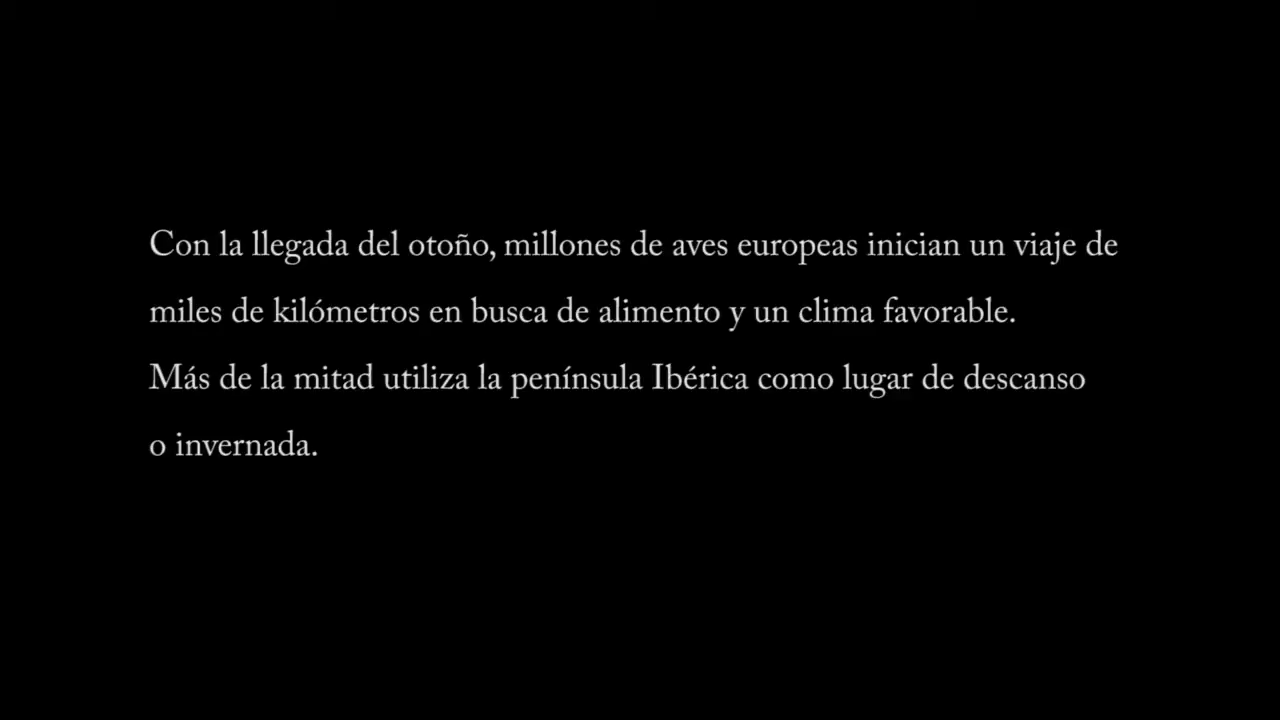 Con la llegada del otoño, millones de aves europeas inician un viaje de
miles de kilómetros en busca de alimento y un clima favorable.
Más de la mitad utiliza la península Ibérica como lugar de descanso
o invernada.